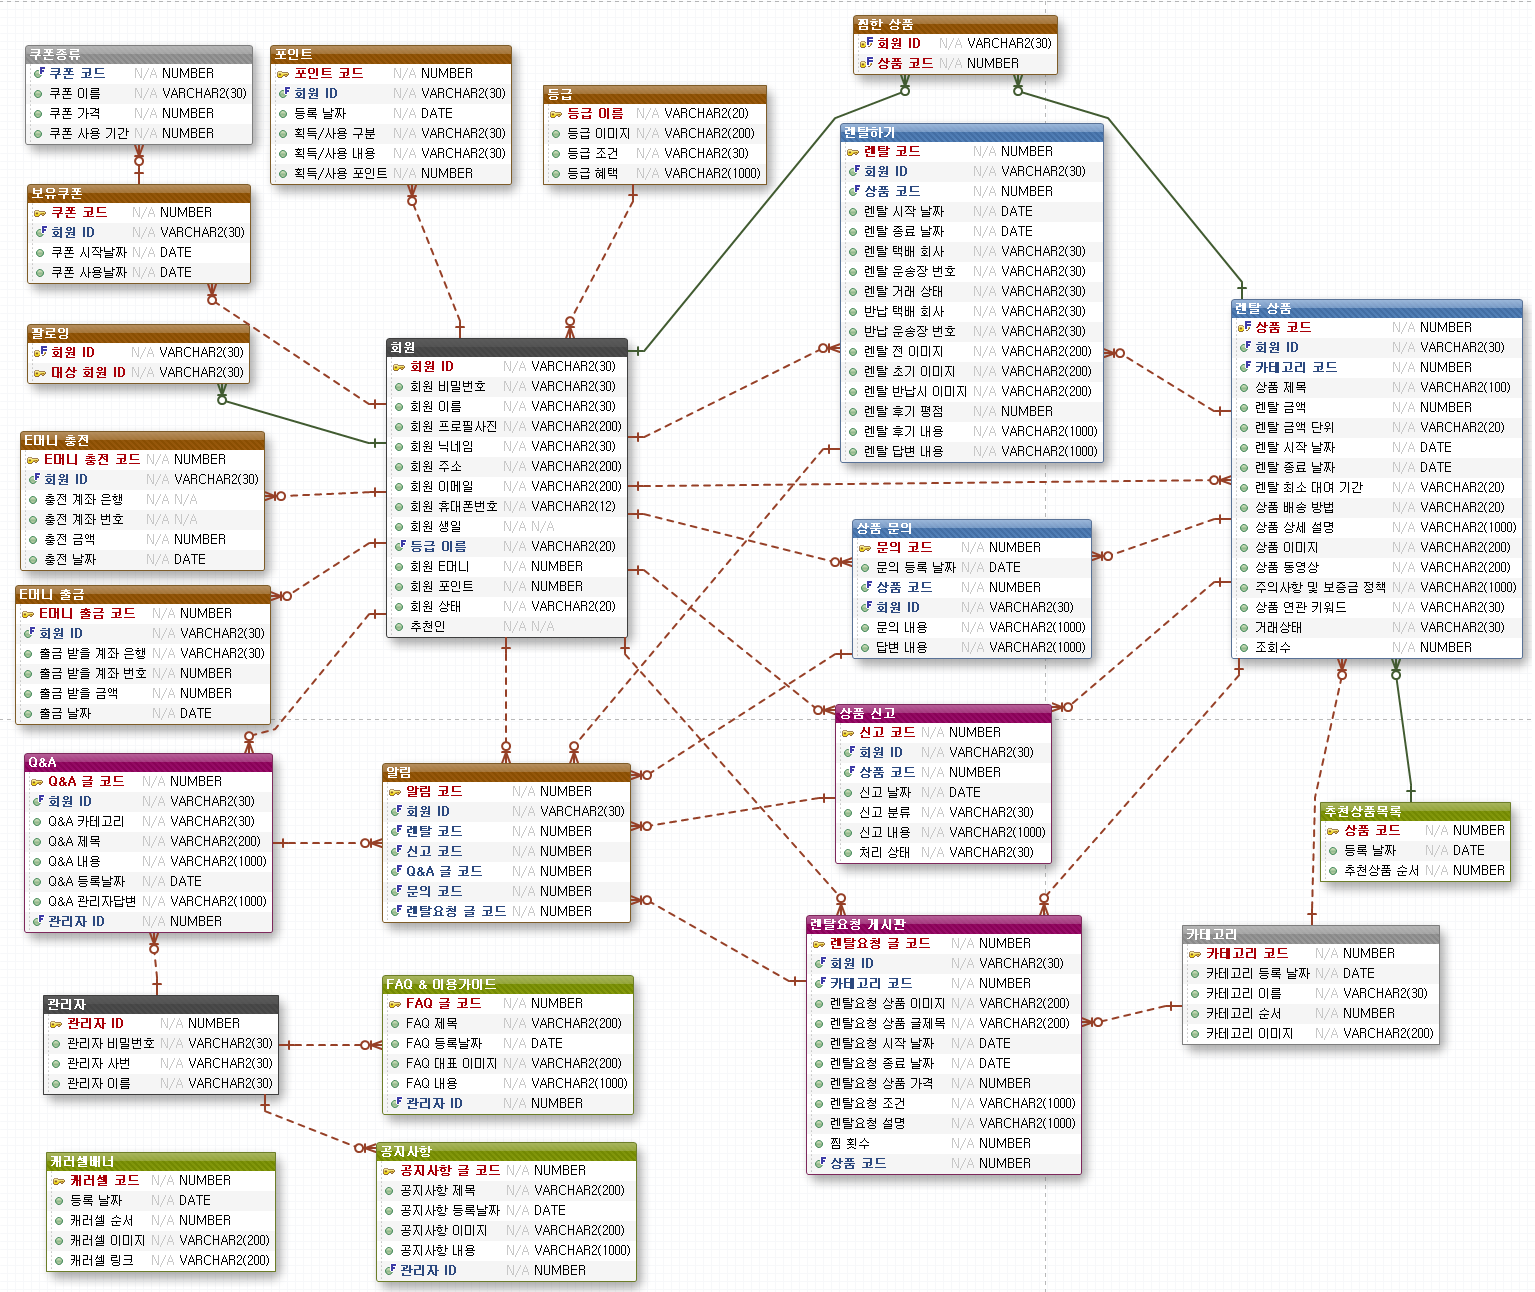 쿠폰종류
쿠폰 코드 N/A NUMBER
쿠폰 이름 N/A VARCHAR2(30)
쿠폰 가격 N/A NUMBER
쿠폰 사용 기간 N/A NUMBER
포인트
포인트 코드 N/A NUMBER
회원 ID N/A VARCHAR2(30)
등록 날짜 N/A DATE
획득/사용 구분 N/A VARCHAR2(30)
획득/사용 내용 N/A VARCHAR2(30)
획득/사용 포인트 N/A NUMBER
등급
등급 이름 N/A VARCHAR2(20)
등급 이미지 N/A VARCHAR2(200)
등급 조건 N/A VARCHAR2(30)
등급 혜택 N/A VARCHAR2(1000)
찜한 상품
회원 ID N/A VARCHAR2(30)
상품 코드 N/A NUMBER
렌탈하기
렌탈 코드 N/A NUMBER
회원 ID N/A VARCHAR2(30)
상품 코드 N/A NUMBER
렌탈 시작 날짜 N/A DATE
렌탈 종료 날짜 N/A DATE
렌탈 택배 회사 N/A VARCHAR2(30)
렌탈 운송장 번호 N/A VARCHAR2(30)
렌탈 거래 상태 N/A VARCHAR2(30)
반납 택배 회사 N/A VARCHAR2(30)
반납 운송장 번호 N/A VARCHAR2(30)
렌탈 전 이미지 N/A VARCHAR2(200)
렌탈 초기 이미지 N/A VARCHAR2(200)
렌탈 반납시 이미지 N/A VARCHAR2(200)
렌탈 후기 평점 N/A NUMBER
렌탈 후기 내용 N/A VARCHAR2(1000)
렌탈 답변 내용 N/A VARCHAR2(1000)
보유쿠폰
쿠폰 코드 N/A NUMBER
회원 ID N/A VARCHAR2(30)
쿠폰 시작날짜 N/A DATE
쿠폰 사용날짜 N/A DATE
팔로잉
회원 ID N/A VARCHAR2(30)
대상 회원 ID N/A VARCHAR2(30)
회원
회원 ID N/A VARCHAR2(30)
회원 비밀번호 N/A VARCHAR2(30)
회원 이름 N/A VARCHAR2(30)
회원 프로필사진 N/A VARCHAR2(200)
회원 닉네임 N/A VARCHAR2(30)
회원 주소 N/A VARCHAR2(200)
회원 이메일 N/A VARCHAR2(200)
회원 휴대폰번호 N/A VARCHAR2(12)
회원 생일 N/A N/A
등급 이름 N/A VARCHAR2(20)
회원 E머니 N/A NUMBER
회원 포인트 N/A NUMBER
회원 상태 N/A VARCHAR2(20)
추천인 N/A N/A
렌탈 상품
상품 코드 N/A NUMBER
회원 ID N/A VARCHAR2(30)
카테고리 코드 N/A NUMBER
상품 제목 N/A VARCHAR2(100)
렌탈 금액 N/A NUMBER
렌탈 금액 단위 N/A VARCHAR2(20)
렌탈 시작 날짜 N/A DATE
렌탈 종료 날짜 N/A DATE
렌탈 최소 대여 기간 N/A VARCHAR2(20)
상품 배송 방법 N/A VARCHAR2(20)
상품 상세 설명 N/A VARCHAR2(1000)
상품 이미지 N/A VARCHAR2(200)
상품 동영상 N/A VARCHAR2(200)
주의사항 및 보증금 정책 N/A VARCHAR2(1000)
상품 연관 키워드 N/A VARCHAR2(30)
거래상태 N/A VARCHAR2(30)
조회수 N/A NUMBER
E머니 충전
E머니 충전 코드 N/A NUMBER
회원 ID N/A VARCHAR2(30)
충전 계좌 은행 N/A N/A
충전 계좌 번호 N/A N/A
충전 금액 N/A NUMBER
충전 날짜 N/A DATE
상품 문의
문의 코드 N/A NUMBER
문의 등록 날짜 N/A DATE
상품 코드 N/A NUMBER
회원 ID N/A VARCHAR2(30)
문의 내용 N/A VARCHAR2(1000)
답변 내용 N/A VARCHAR2(1000)
E머니 출금
E머니 출금 코드 N/A NUMBER
회원 ID N/A VARCHAR2(30)
출금 받을 계좌 은행 N/A VARCHAR2(30)
출금 받을 계좌 번호 N/A NUMBER
출금 받을 금액 N/A NUMBER
출금 날짜 N/A DATE
상품 신고
신고 코드 N/A NUMBER
회원 ID N/A VARCHAR2(30)
상품 코드 N/A NUMBER
신고 날짜 N/A DATE
신고 분류 N/A VARCHAR2(30)
신고 내용 N/A VARCHAR2(1000)
처리 상태 N/A VARCHAR2(30)
Q&A
Q&A 글 코드 N/A NUMBER
회원 ID N/A VARCHAR2(30)
Q&A 카테고리 N/A VARCHAR2(30)
Q&A 제목 N/A VARCHAR2(200)
Q&A 내용 N/A VARCHAR2(1000)
Q&A 등록날짜 N/A DATE
Q&A 관리자답변 N/A VARCHAR2(1000)
관리자 ID N/A NUMBER
알림
알림 코드 N/A NUMBER
회원 ID N/A VARCHAR2(30)
렌탈 코드 N/A NUMBER
신고 코드 N/A NUMBER
Q&A 글 코드 N/A NUMBER
문의 코드 N/A NUMBER
렌탈요청 글 코드 N/A NUMBER
추천상품목록
상품 코드 N/A NUMBER
등록 날짜 N/A DATE
추천상품 순서 N/A NUMBER
렌탈요청 게시판
렌탈요청 글 코드 N/A NUMBER
회원 ID N/A VARCHAR2(30)
카테고리 코드 N/A NUMBER
렌탈요청 상품 이미지 N/A VARCHAR2(200)
렌탈요청 상품 글제목 N/A VARCHAR2(200)
렌탈요청 시작 날짜 N/A DATE
렌탈요청 종료 날짜 N/A DATE
렌탈요청 상품 가격 N/A NUMBER
렌탈요청 조건 N/A VARCHAR2(1000)
렌탈요청 설명 N/A VARCHAR2(1000)
찜 횟수 N/A NUMBER
상품 코드 N/A NUMBER
카테고리
카테고리 코드 N/A NUMBER
카테고리 등록 날짜 N/A DATE
카테고리 이름 N/A VARCHAR2(30)
카테고리 순서 N/A NUMBER
카테고리 이미지 N/A VARCHAR2(200)
관리자
관리자 ID N/A NUMBER
관리자 비밀번호 N/A VARCHAR2(30)
관리자 사번 N/A VARCHAR2(30)
관리자 이름 N/A VARCHAR2(30)
FAQ & 이용가이드
FAQ 글 코드 N/A NUMBER
FAQ 제목 N/A VARCHAR2(200)
FAQ 등록날짜 N/A DATE
FAQ 대표 이미지 N/A VARCHAR2(200)
FAQ 내용 N/A VARCHAR2(1000)
관리자 ID N/A NUMBER
캐러셀배너
캐러셀 코드 N/A NUMBER
등록 날짜 N/A DATE
캐러셀 순서 N/A NUMBER
캐러셀 이미지 N/A VARCHAR2(200)
캐러셀 링크 N/A VARCHAR2(200)
공지사항
공지사항 글 코드 N/A NUMBER
공지사항 제목 N/A VARCHAR2(200)
공지사항 등록날짜 N/A DATE
공지사항 이미지 N/A VARCHAR2(200)
공지사항 내용 N/A VARCHAR2(1000)
관리자 ID N/A NUMBER